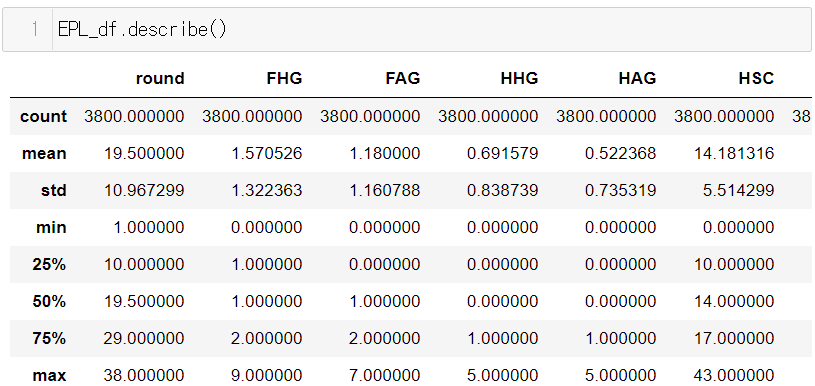 1 EPL_df.describe()
round FHG FAG HHG HAG HSC
count 3800.000000 3800.000000 3800.000000 3800.000000 3800.000000 3800.000000 38
mean 19.500000 1.570526 1.180000 0.691579 0.522368 14.181316
std 10.967299 1.322363 1.160788 0.838739 0.735319 5.514299
min 1.000000 0.000000 0.000000 0.000000 0.000000 0.000000
25% 10.000000 1.000000 0.000000 0.000000 0.000000 10.000000
50% 19.500000 1.000000 1.000000 0.000000 0.000000 14.000000
75% 29.000000 2.000000 2.000000 1.000000 1.000000 17.000000
max 38.000000 9.000000 7.000000 5.000000 5.000000 43.000000